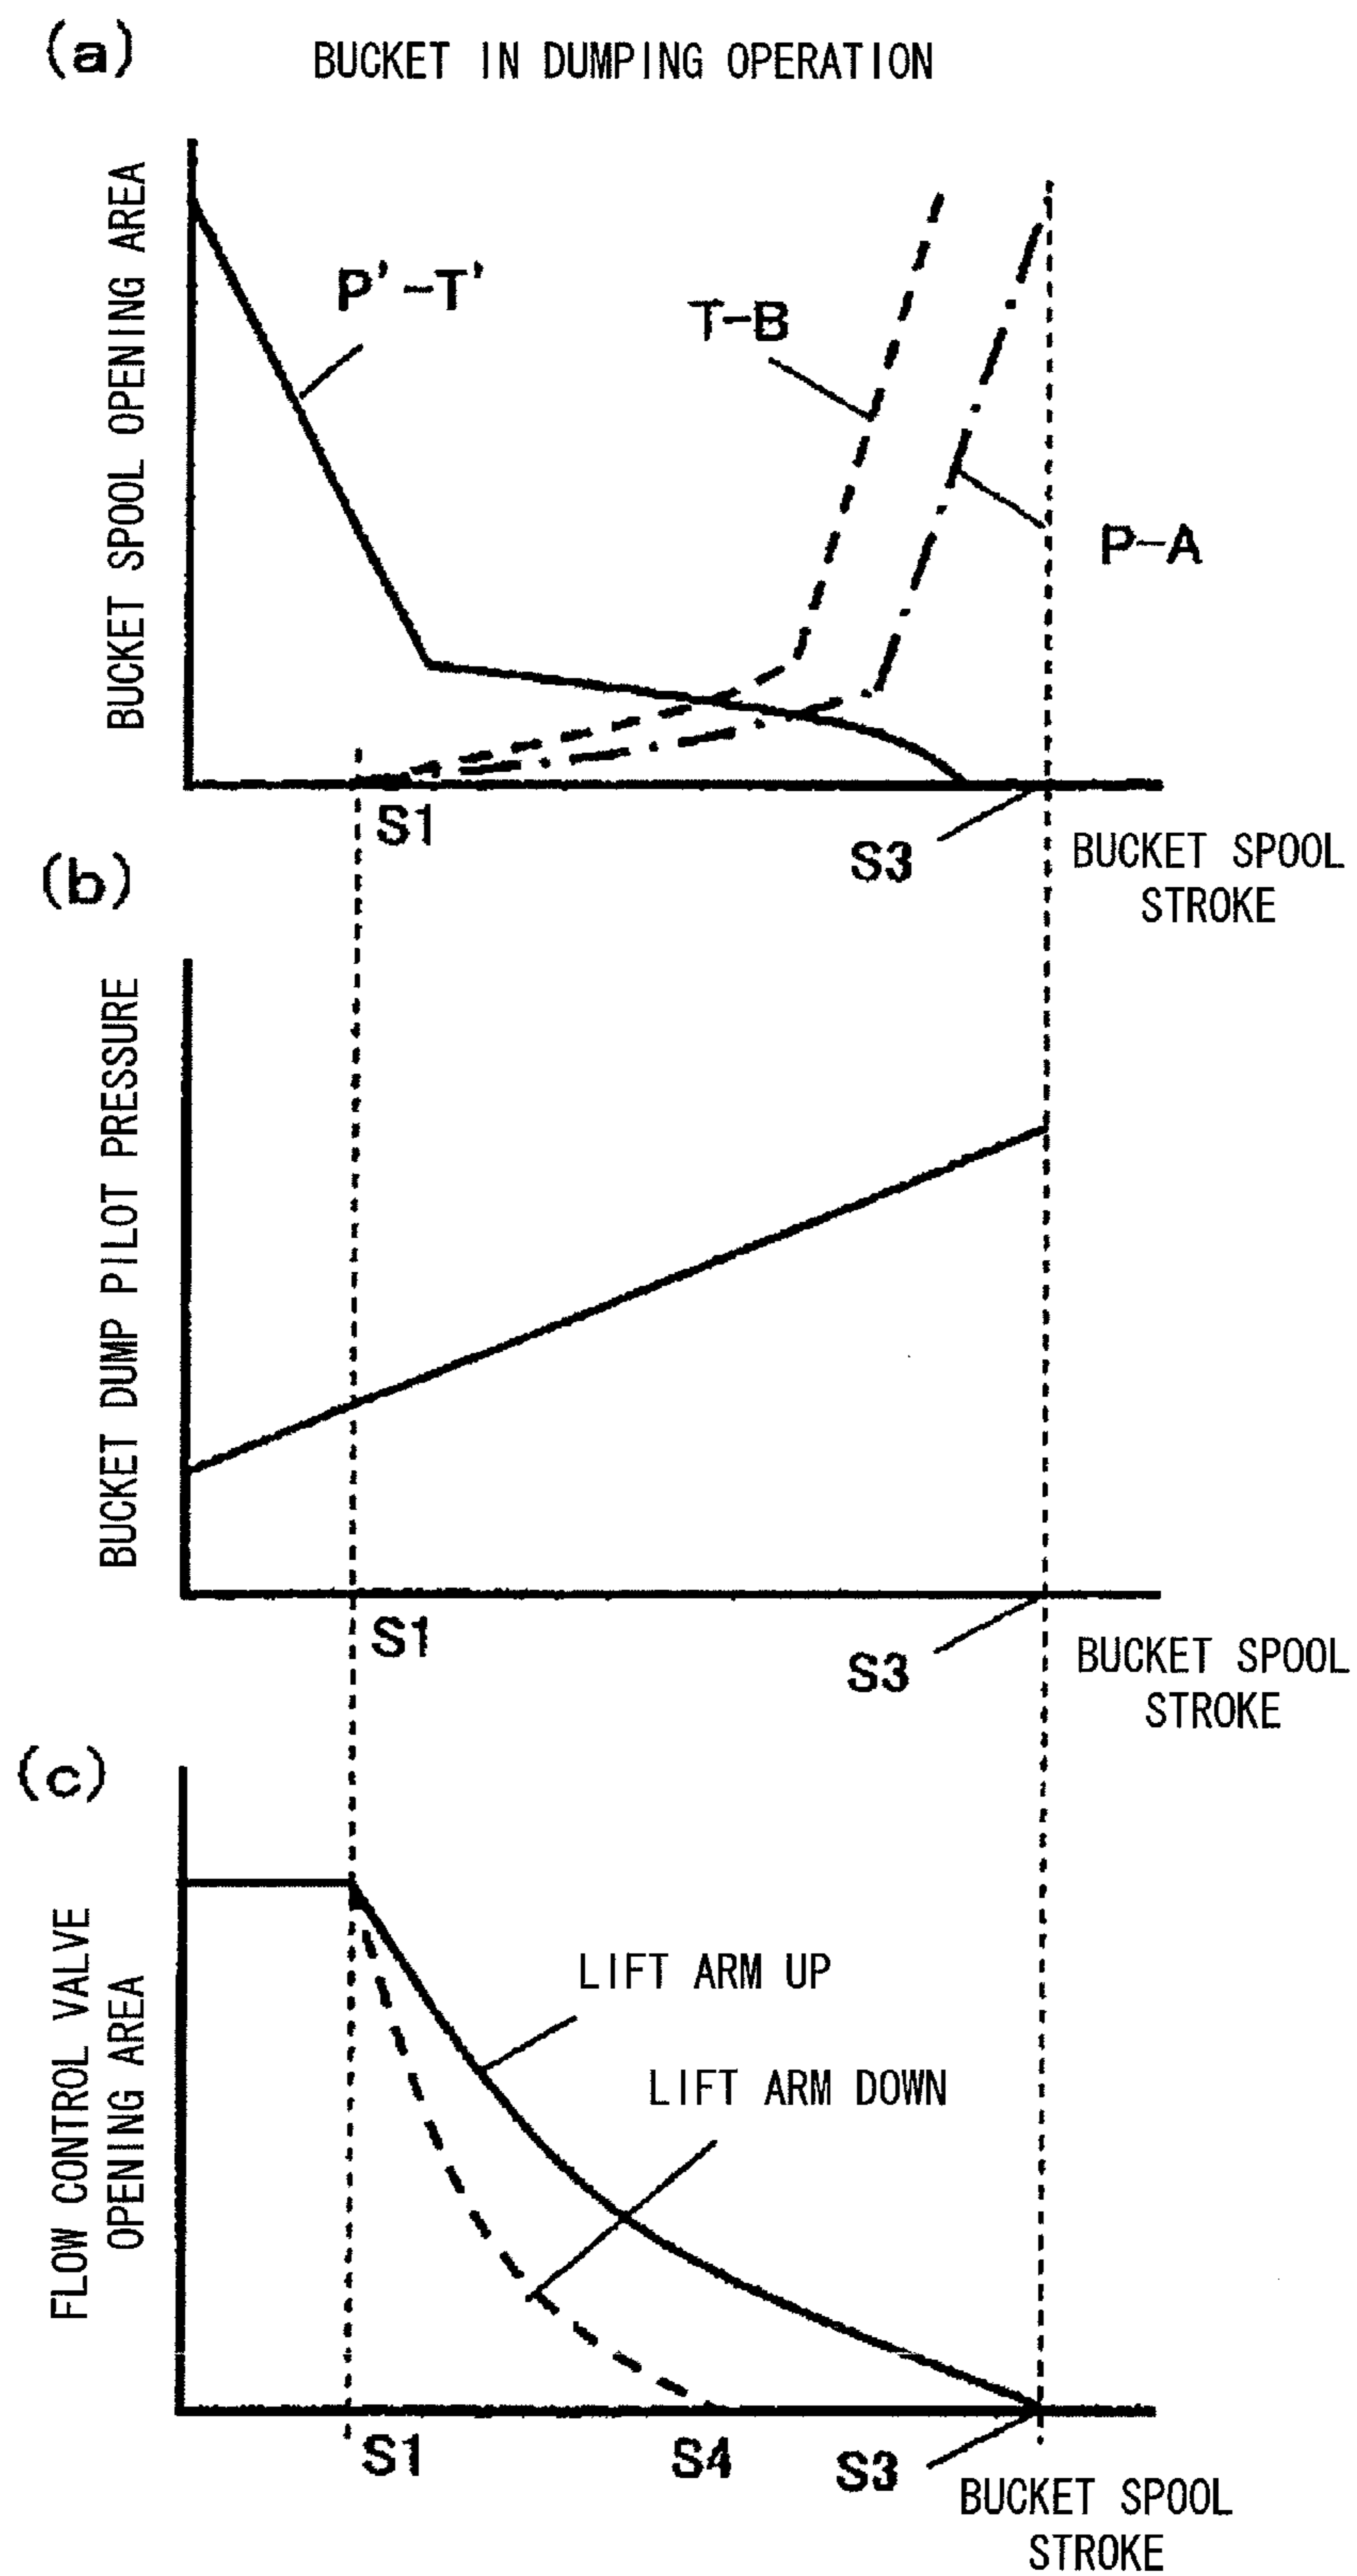 (a)
BUCKET IN DUMPING OPERATION
BUCKET SPOOL OPENING AREA
P'-T'
T-B
P-A
S1
S3
BUCKET SPOOL
STROKE
(b)
BUCKET DUMP PILOT PRESSURE
S1
S3
BUCKET SPOOL
STROKE
(c)
FLOW CONTROL VALVE
OPENING AREA
LIFT ARM UP
LIFT ARM DOWN
S1
S4
S3
BUCKET SPOOL
STROKE